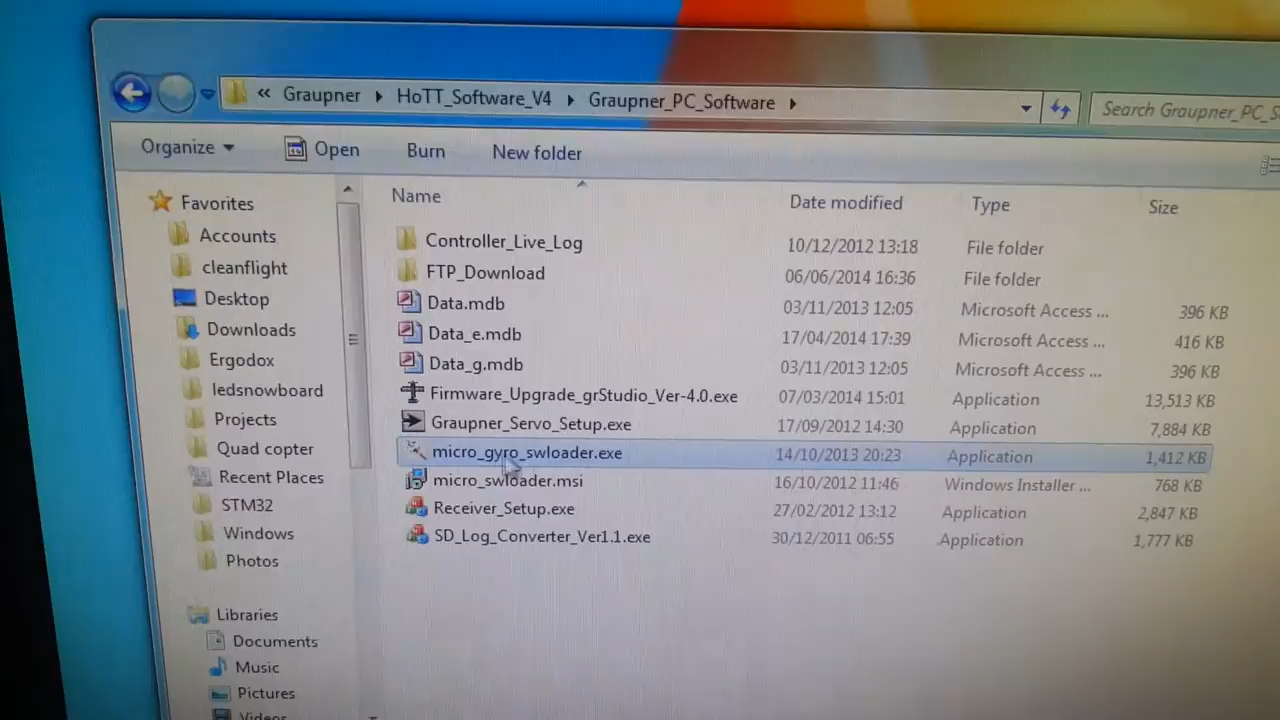 « Graupner ▸ HoTT_Software_V4 ▸ Graupner_PC_Software ▸
Search Graupner_PC_S
Organize Open Burn New folder
Name Date modified Type Size
Favorites
Accounts
cleanflight
Desktop
Downloads
Ergodox
ledsnowboard
Projects
Quad copter
Recent Places
STM32
Windows
Photos
Libraries
Documents
Music
Pictures
Videos
Controller_Live_Log 10/12/2012 13:18 File folder
FTP_Download 06/06/2014 16:36 File folder
Data.mdb 03/11/2013 12:05 Microsoft Access ... 396 KB
Data_e.mdb 17/04/2014 17:39 Microsoft Access ... 416 KB
Data_g.mdb 03/11/2013 12:05 Microsoft Access ... 396 KB
Firmware_Upgrade_grStudio_Ver-4.0.exe 07/03/2014 15:01 Application 13,513 KB
Graupner_Servo_Setup.exe 17/09/2012 14:30 Application 7,884 KB
micro_gyro_swloader.exe 14/10/2013 20:23 Application 1,412 KB
micro_swloader.msi 16/10/2012 11:46 Windows Installer ... 768 KB
Receiver_Setup.exe 27/02/2012 13:12 Application 2,847 KB
SD_Log_Converter_Ver1.1.exe 30/12/2011 06:55 Application 1,777 KB